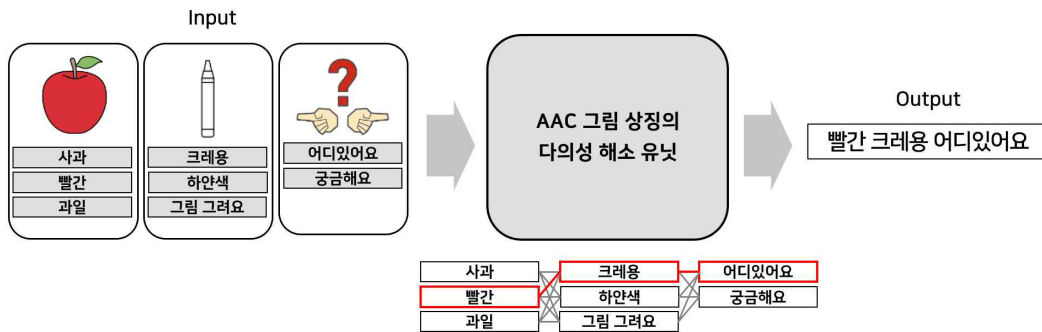 Input
사과
빨간
과일
크레용
하얀색
그림 그려요
?
어디있어요
궁금해요
AAC 그림 상징의
다의성 해소 유닛
Output
빨간 크레용 어디있어요
사과
빨간
과일
크레용
하얀색
그림 그려요
어디있어요
궁금해요